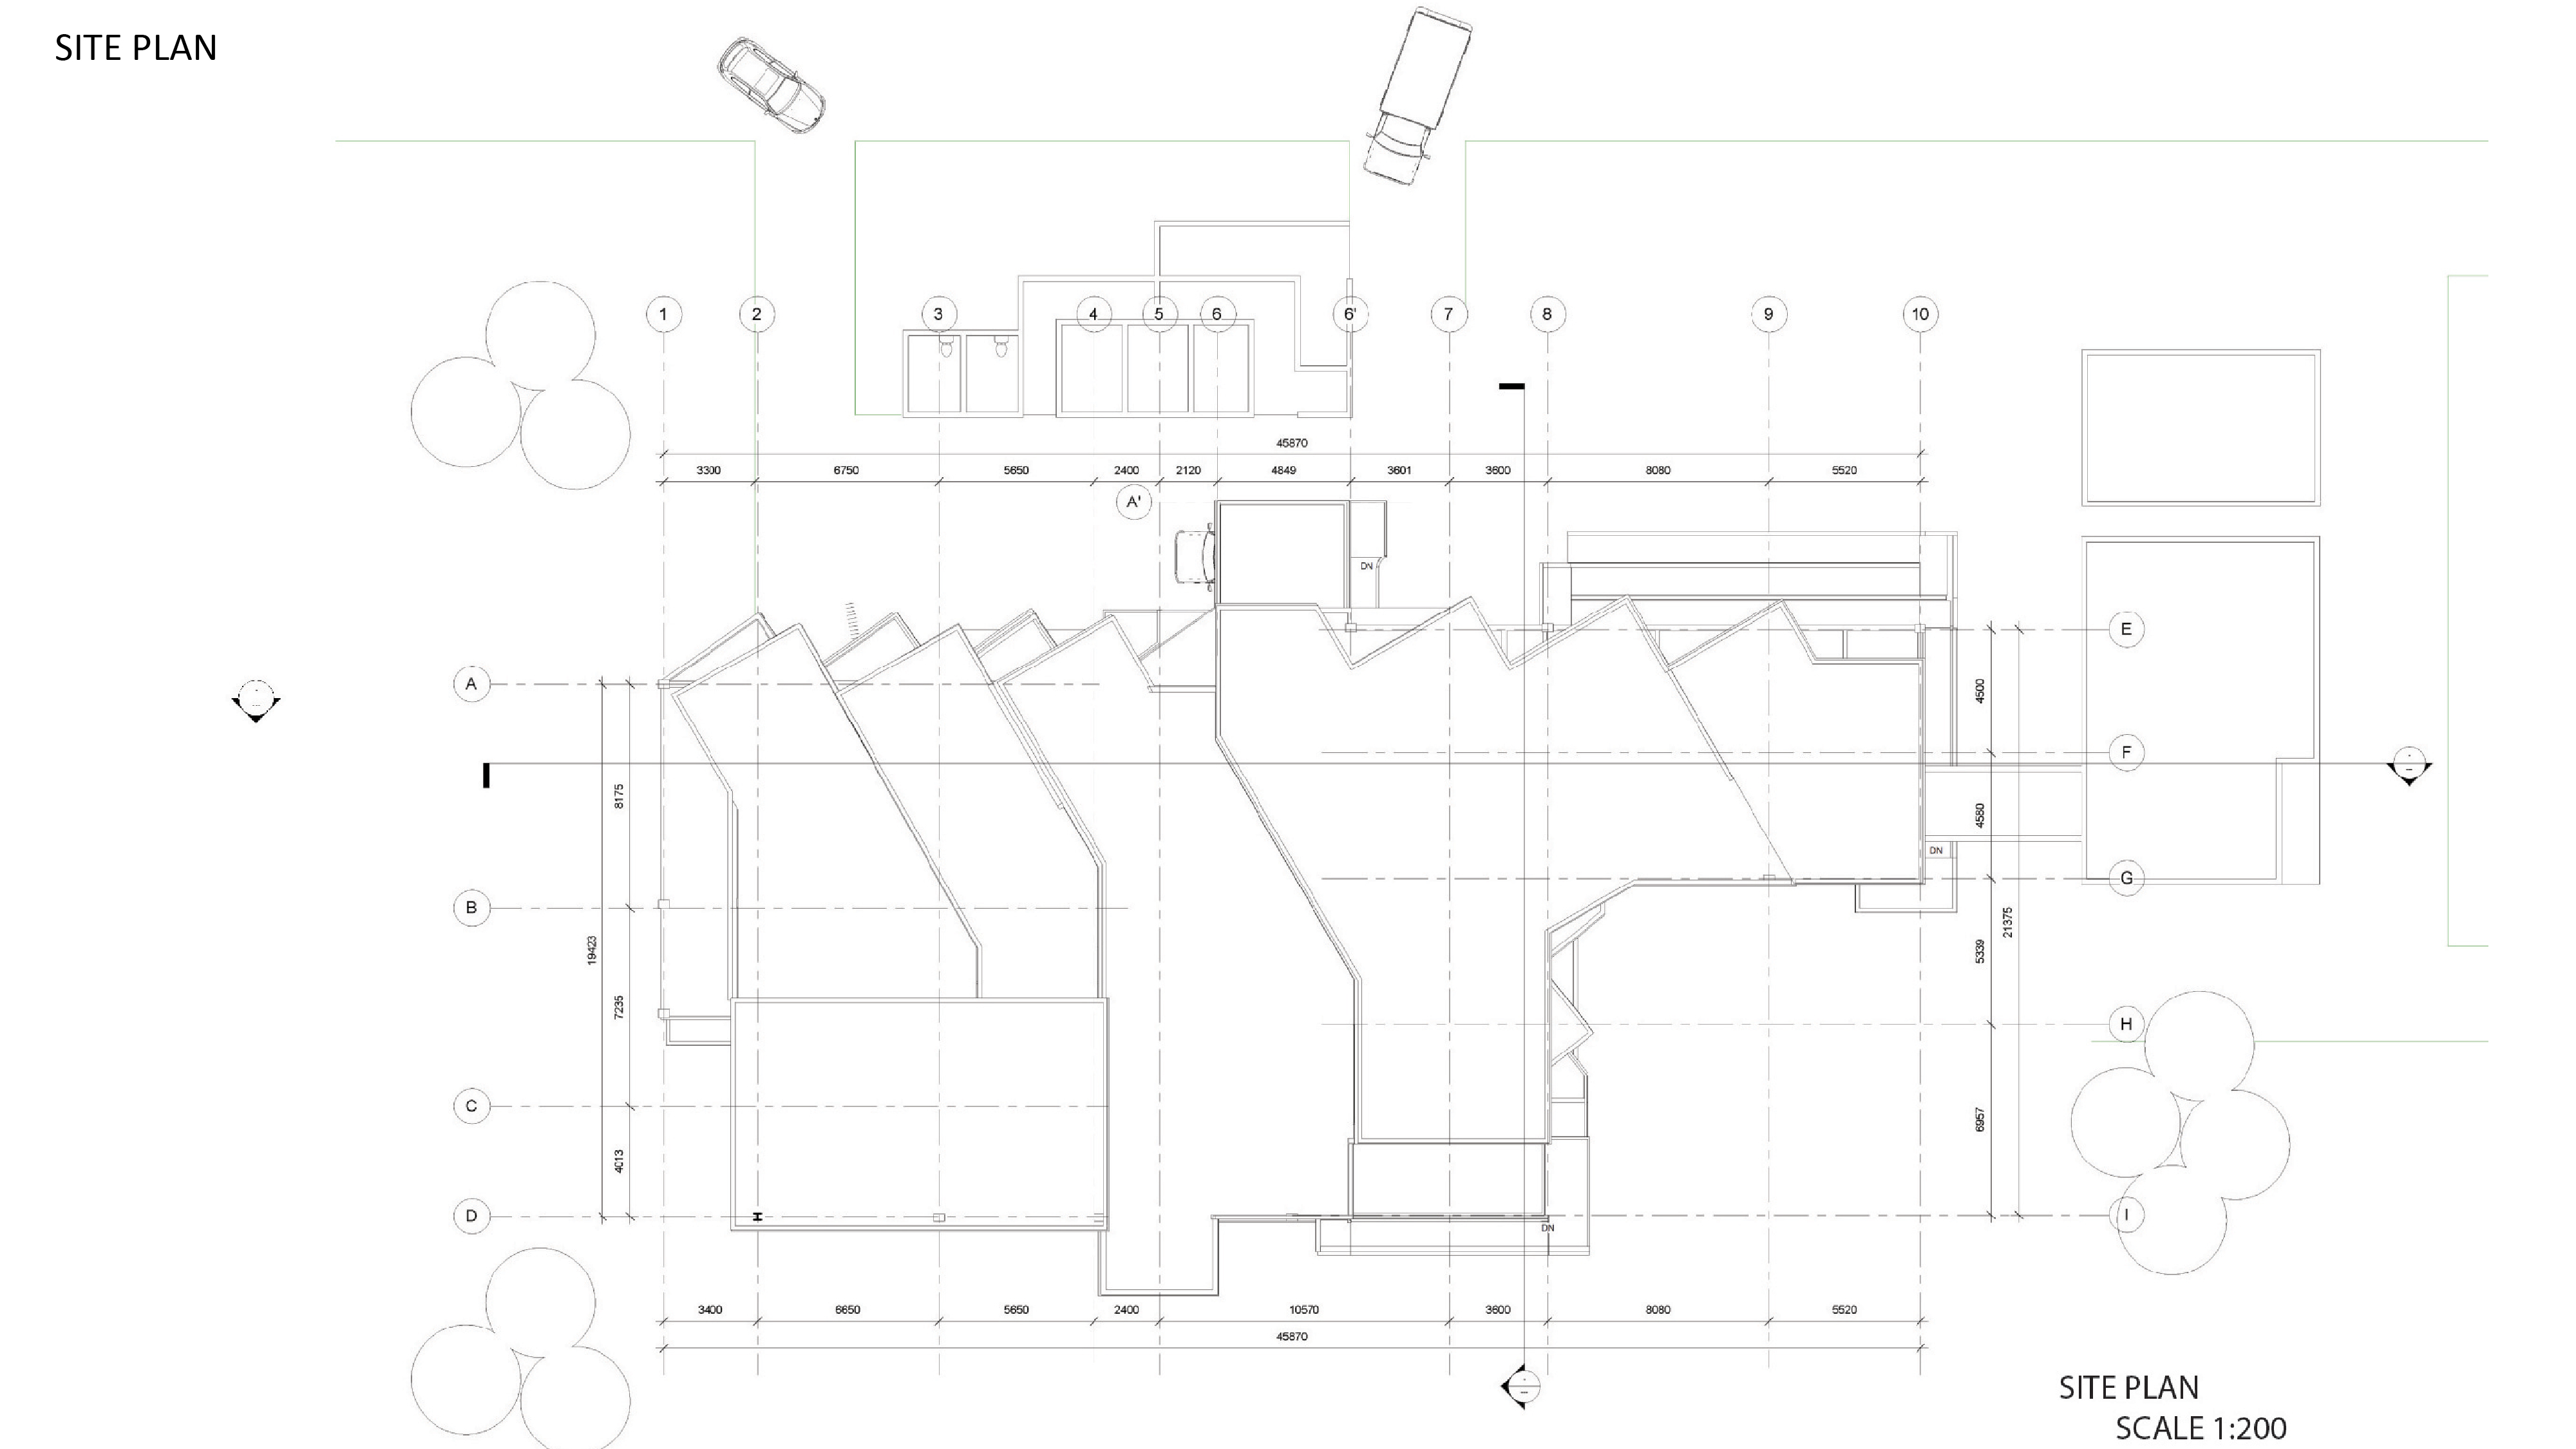 SITE PLAN
1 2 3 4 5 6 6' 7 8 9 10
45870
3300 6750 5650 2400 2120 4849 3601 3600 8080 5520
A'
DN
E
A
4500
F
8175
4580
DN
G
B
21375
19423
5339
7235
H
C
6957
4013
D
I
DN
3400 6650 5650 2400 10570 3600 8080 5520
45870
SITE PLAN
SCALE 1:200